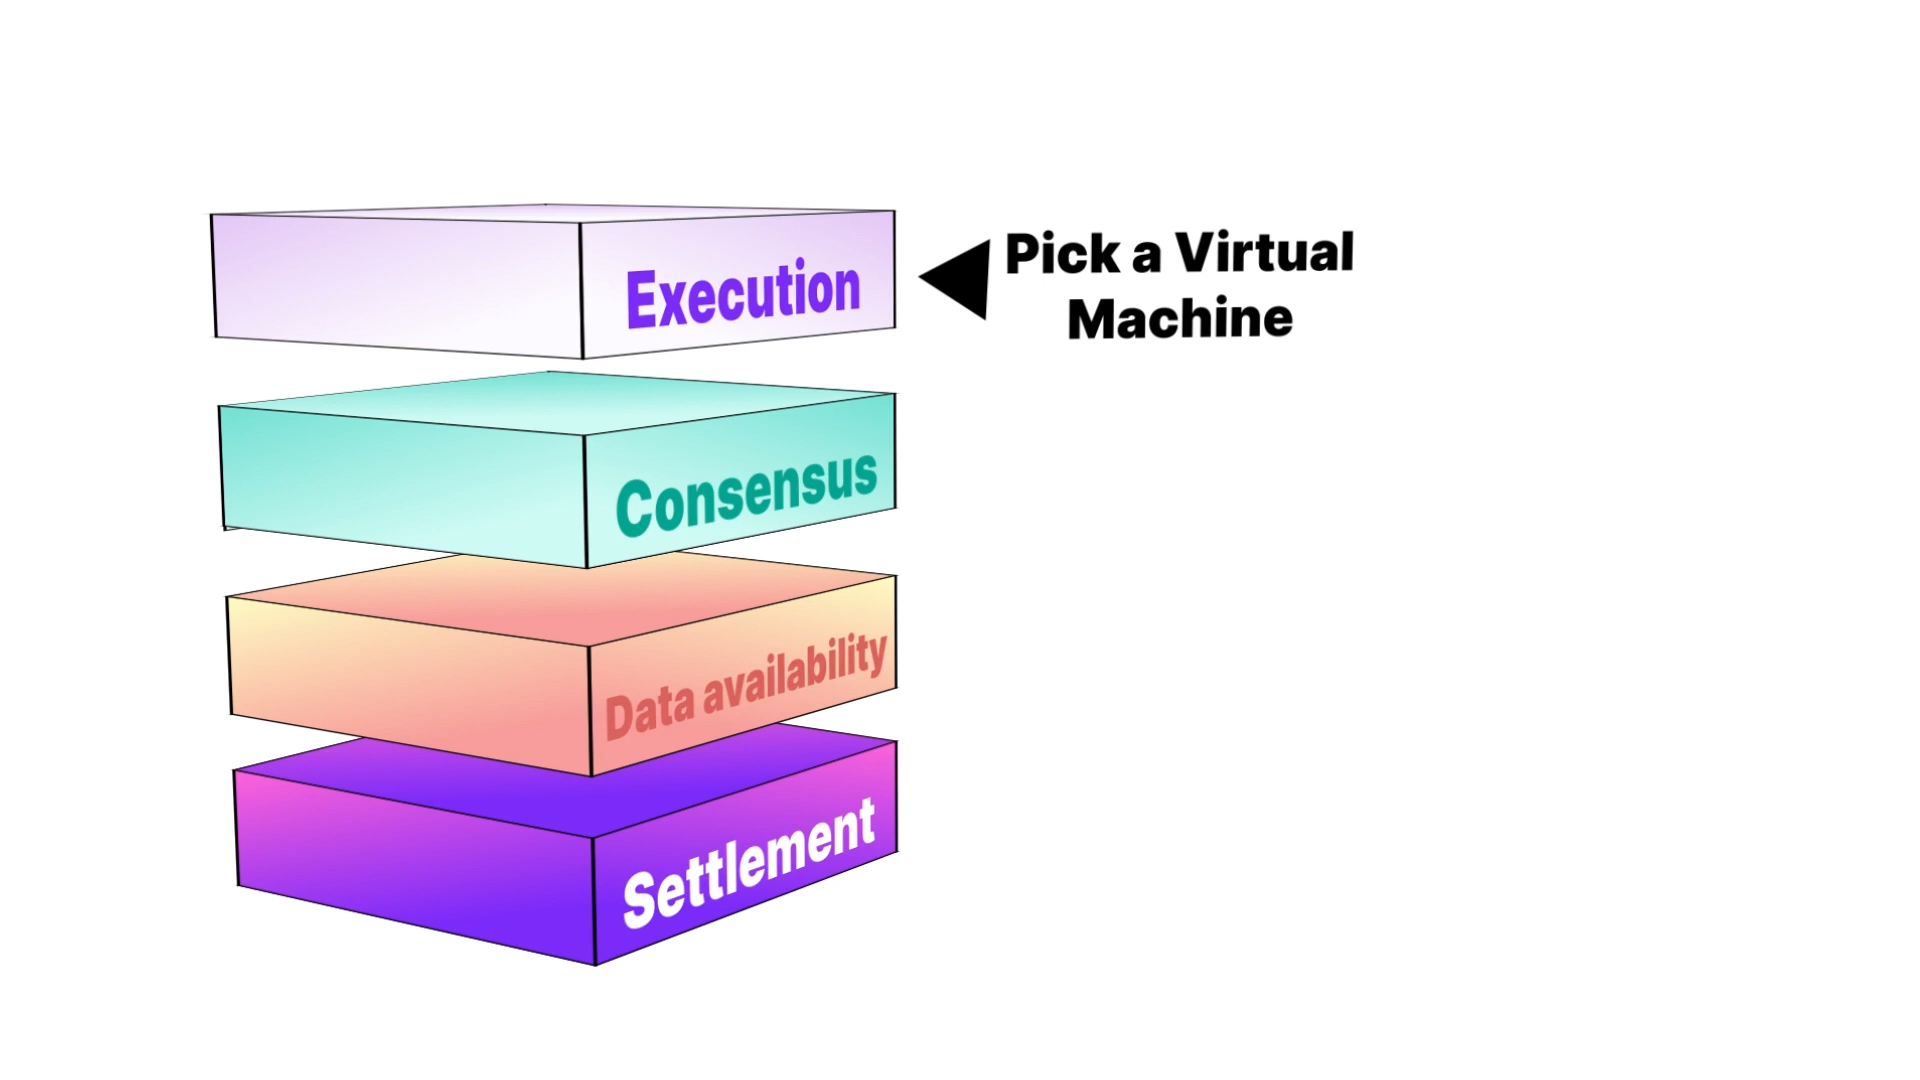 Execution
Pick a Virtual
Machine
Consensus
Data availability
Settlement